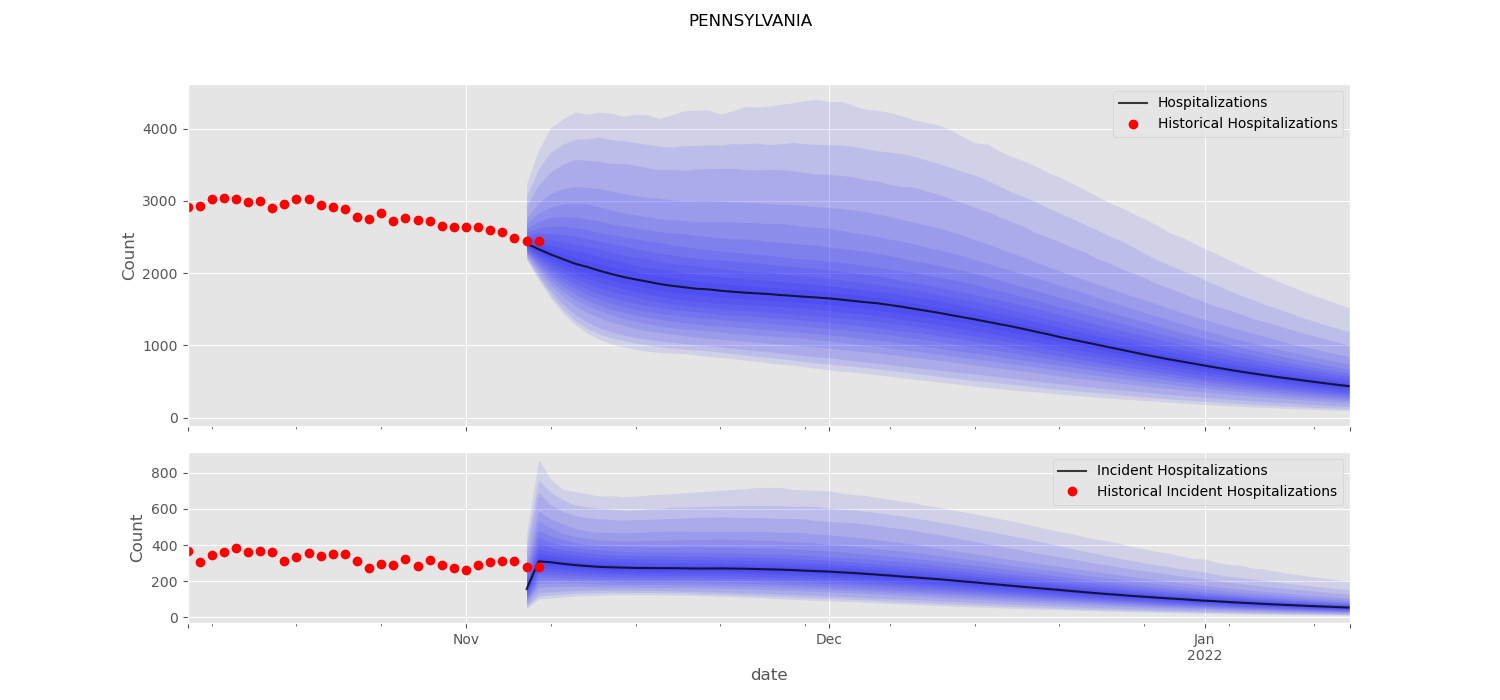 PENNSYLVANIA
Count
4000
3000
2000
1000
0
Hospitalizations
Historical Hospitalizations
Count
800
600
400
200
0
Incident Hospitalizations
Historical Incident Hospitalizations
Nov
Dec
Jan
2022
date